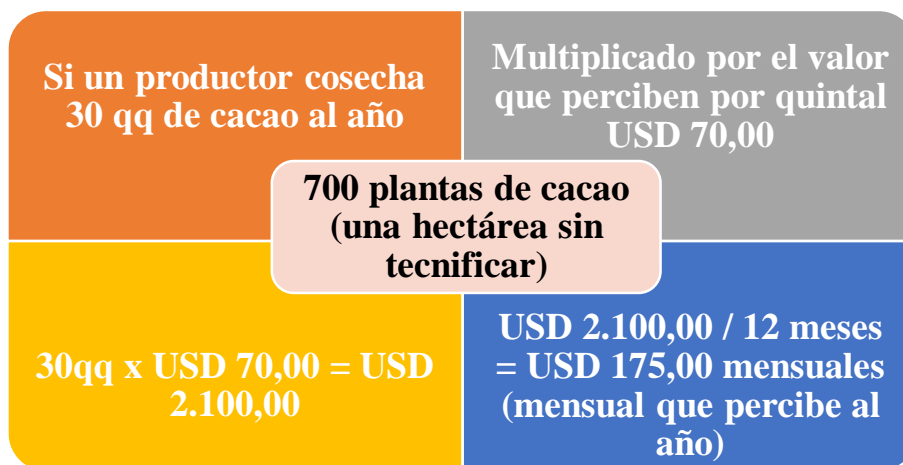 Si un productor cosecha
30 qq de cacao al año
Multiplicado por el valor
que perciben por quintal
USD 70,00
700 plantas de cacao
(una hectárea sin
tecnificar)
30qq x USD 70,00 = USD
2.100,00
USD 2.100,00 / 12 meses
= USD 175,00 mensuales
(mensual que percibe al
año)